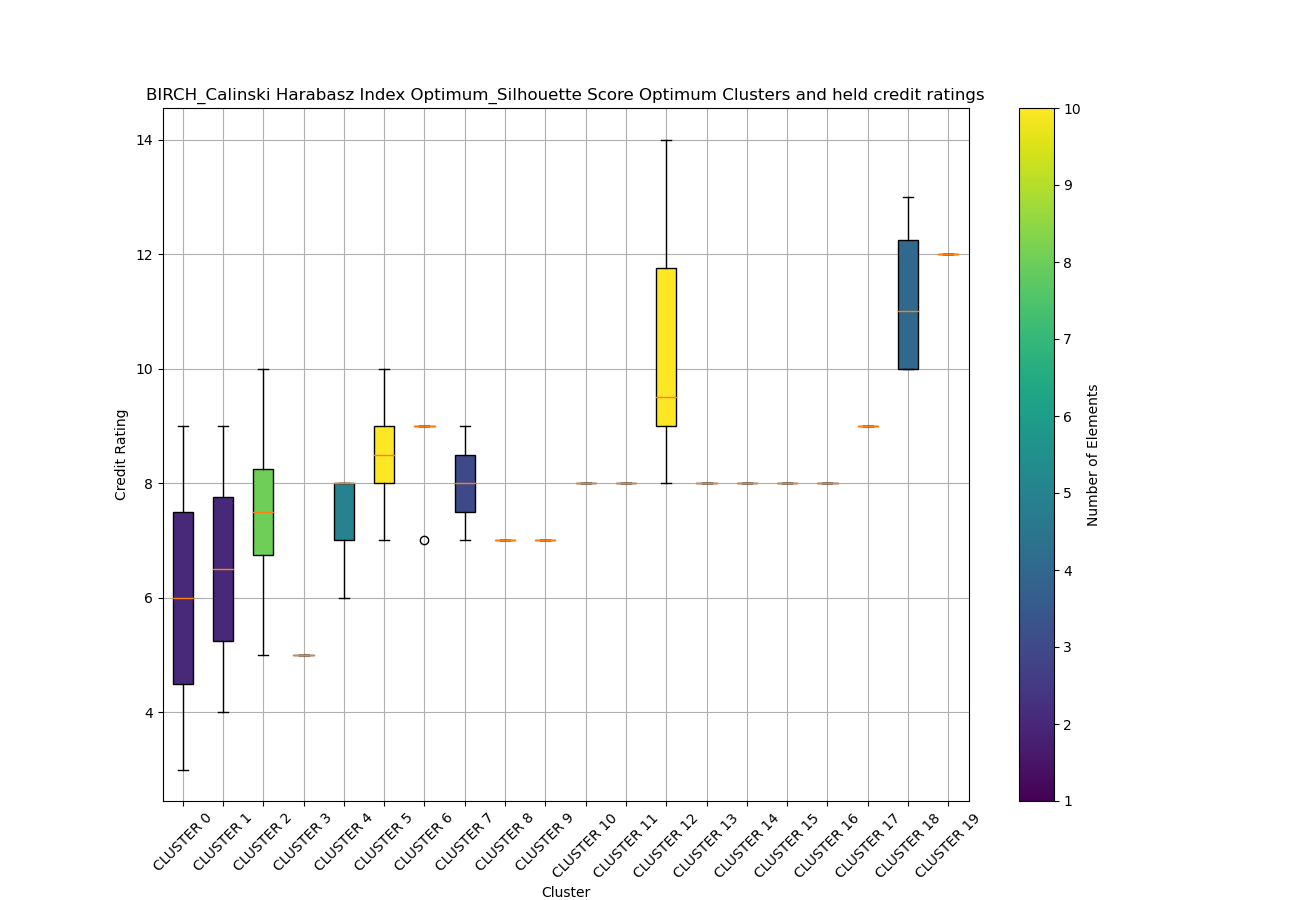 BIRCH_Calinski Harabasz Index Optimum_Silhouette Score Optimum Clusters and held credit ratings
14
12
10
8
6
4
Credit Rating
CLUSTER 0
CLUSTER 1
CLUSTER 2
CLUSTER 3
CLUSTER 4
CLUSTER 5
CLUSTER 6
CLUSTER 7
CLUSTER 8
CLUSTER 9
CLUSTER 10
CLUSTER 11
CLUSTER 12
CLUSTER 13
CLUSTER 14
CLUSTER 15
CLUSTER 16
CLUSTER 17
CLUSTER 18
CLUSTER 19
Cluster
10
9
8
7
6
5
4
3
2
1
Number of Elements